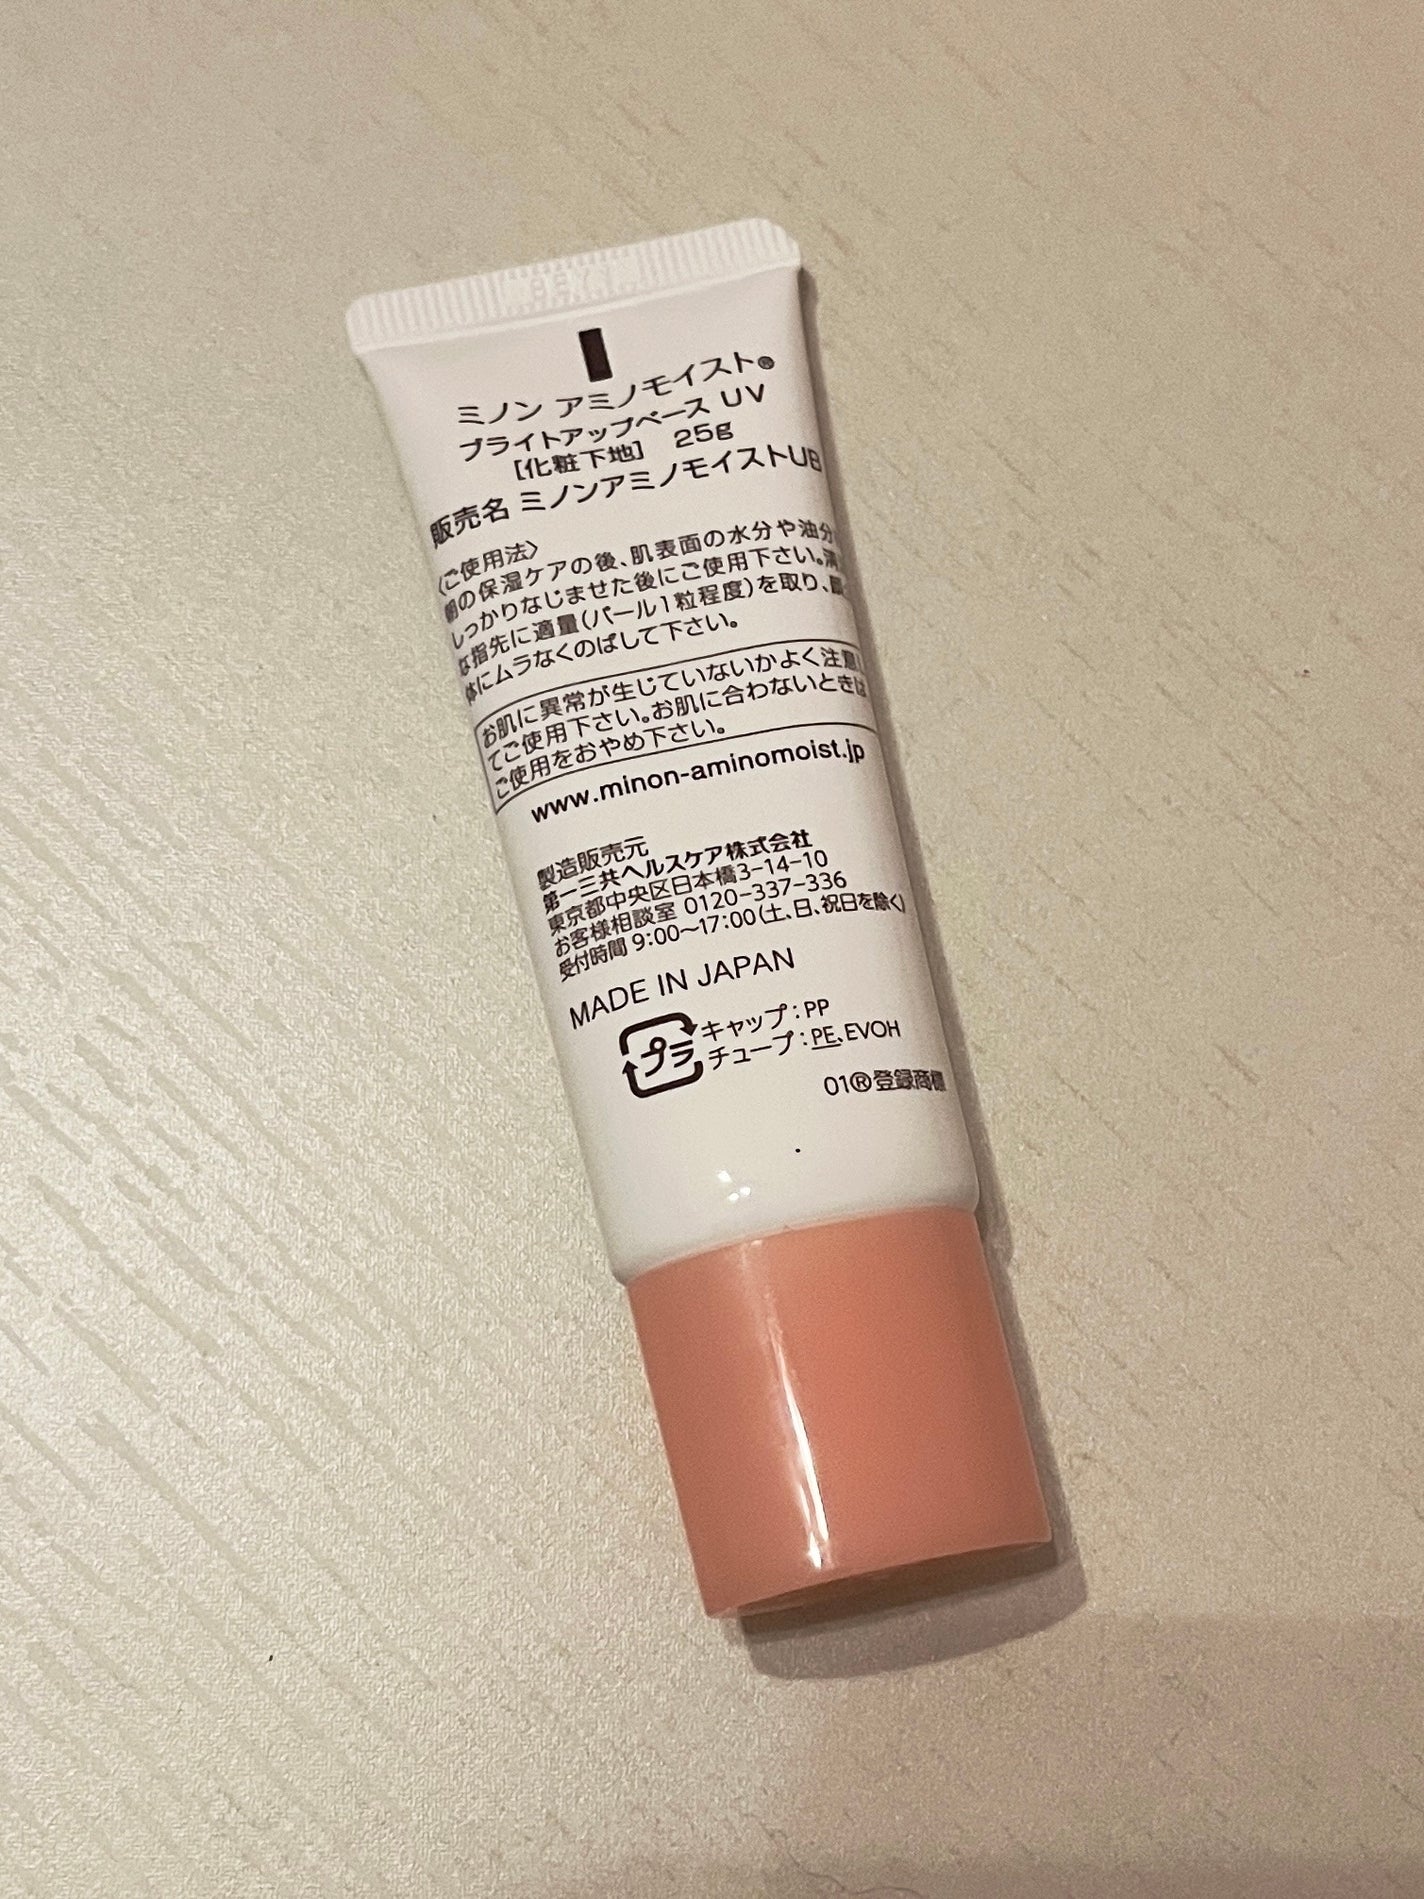 ミノン アミノモイスト®
ブライトアップベース UV
[化粧下地] 25g
販売名 ミノンアミノモイストUB
〈ご使用法〉
朝の保湿ケアの後、肌表面の水分や油分
しっかりなじませた後にご使用下さい。清
な指先に適量(パール1粒程度)を取り、
体にムラなくのばして下さい。
お肌に異常が生じていないかよく注意し
てご使用下さい。お肌に合わないときは
ご使用をおやめ下さい。
www.minon-aminomoist.jp
製造販売元
第一三共ヘルスケア株式会社
東京都中央区日本橋3-14-10
お客様相談室 0120-337-336
受付時間 9:00〜17:00(土、日、祝日を除く)
MADE IN JAPAN
プラ
キャップ:PP
チューブ:PE、EVOH
01®登録商標